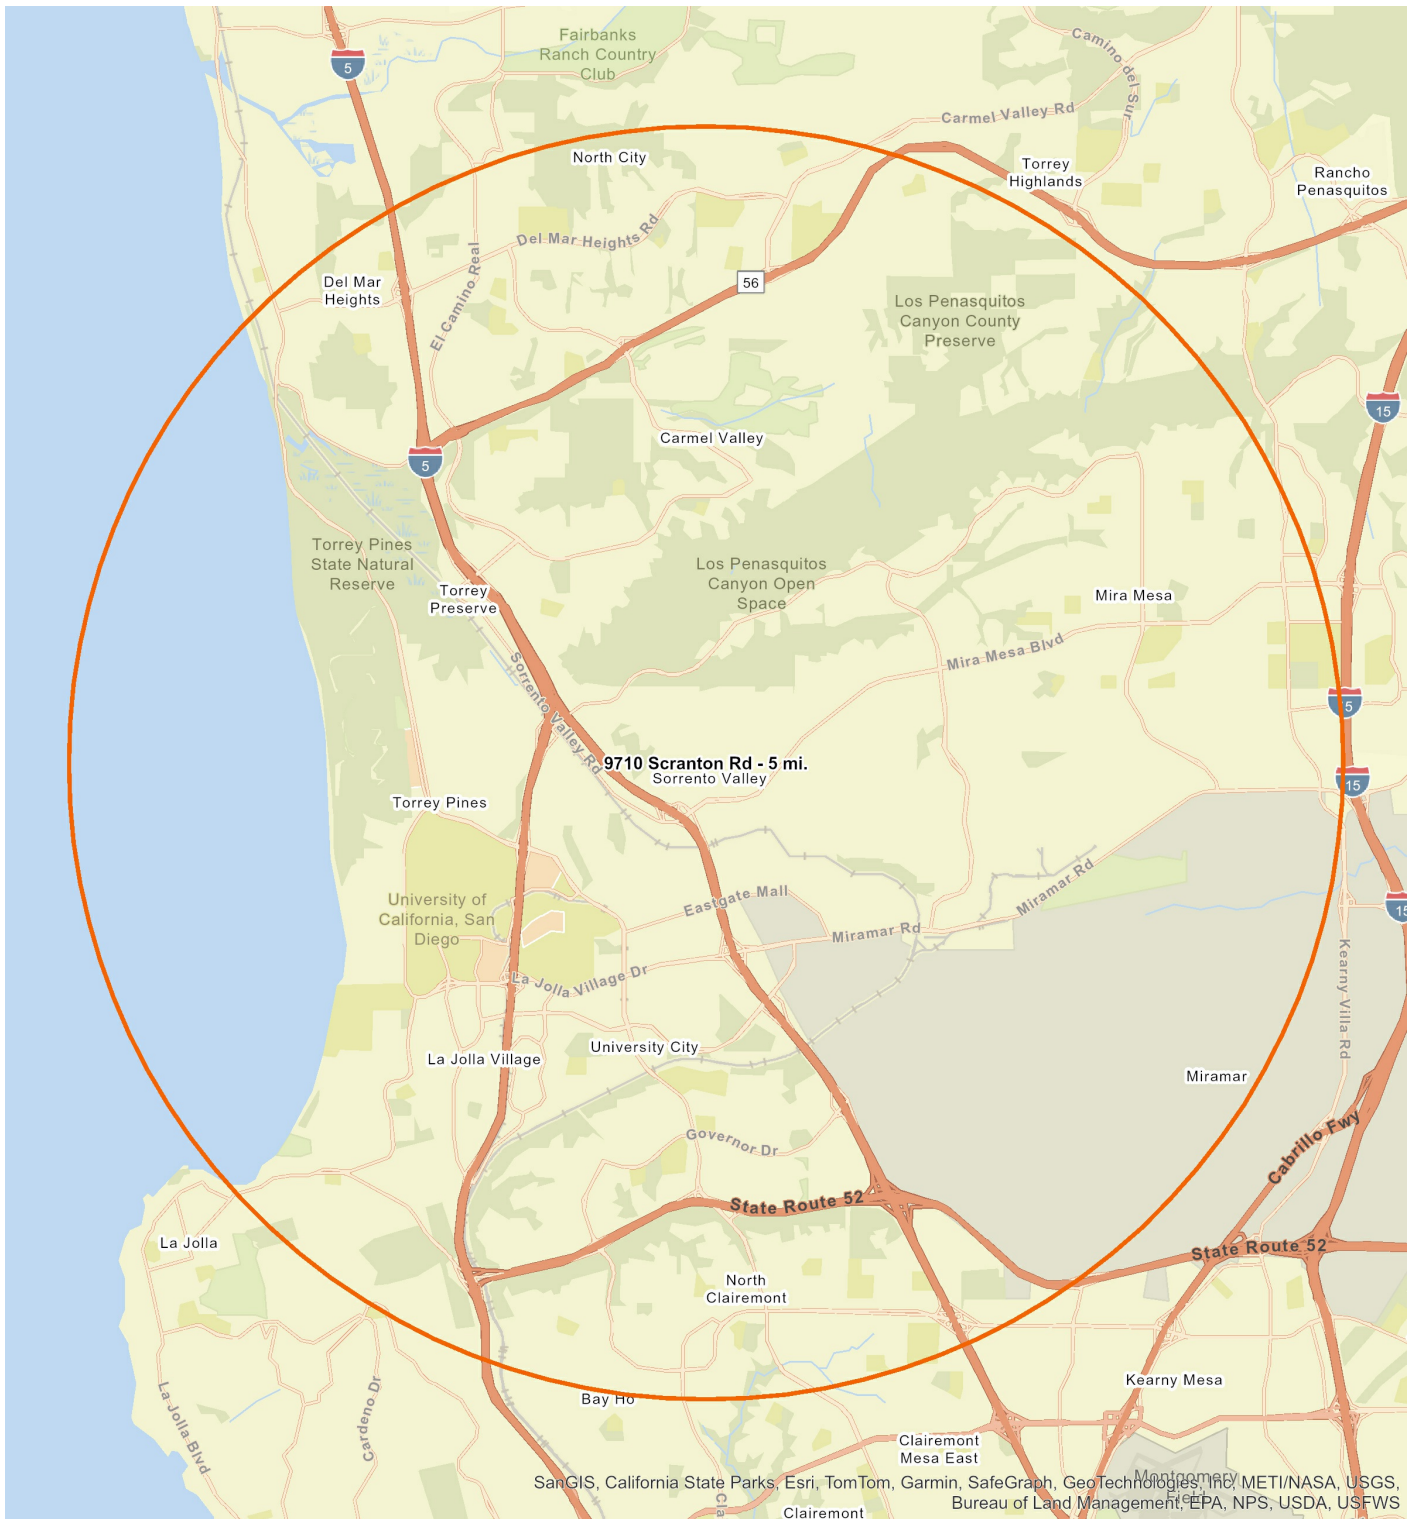 5
Fairbanks
Ranch Country
Club
Camino del Sur
Carmel Valley Rd
North City
Torrey
Highlands
Rancho
Penasquitos
Del Mar Heights Rd
El Camino Real
Del Mar
Heights
56
Los Penasquitos
Canyon County
Preserve
15
Carmel Valley
5
Torrey Pines
State Natural
Reserve
Los Penasquitos
Canyon Open
Space
Torrey
Preserve
Mira Mesa
Mira Mesa Blvd
Sorrento Valley Rd
15
9710 Scranton Rd - 5 mi.
Sorrento Valley
15
Torrey Pines
Miramar Rd
Eastgate Mall
University of
California, San
Diego
15
Miramar Rd
La Jolla Village Dr
Kearny Villa Rd
University City
La Jolla Village
Miramar
Governor Dr
Cabrillo Fwy
State Route 52
La Jolla
State Route 52
North
Clairemont
Kearny Mesa
Bay Ho
La Jolla Blvd
Cardeno Dr
Clairemont
Mesa East
Montgomery
Field
SanGIS, California State Parks, Esri, TomTom, Garmin, SafeGraph, GeoTechnologies, Inc, METI/NASA, USGS,
Bureau of Land Management, EPA, NPS, USDA, USFWS
Cla
Clairemont